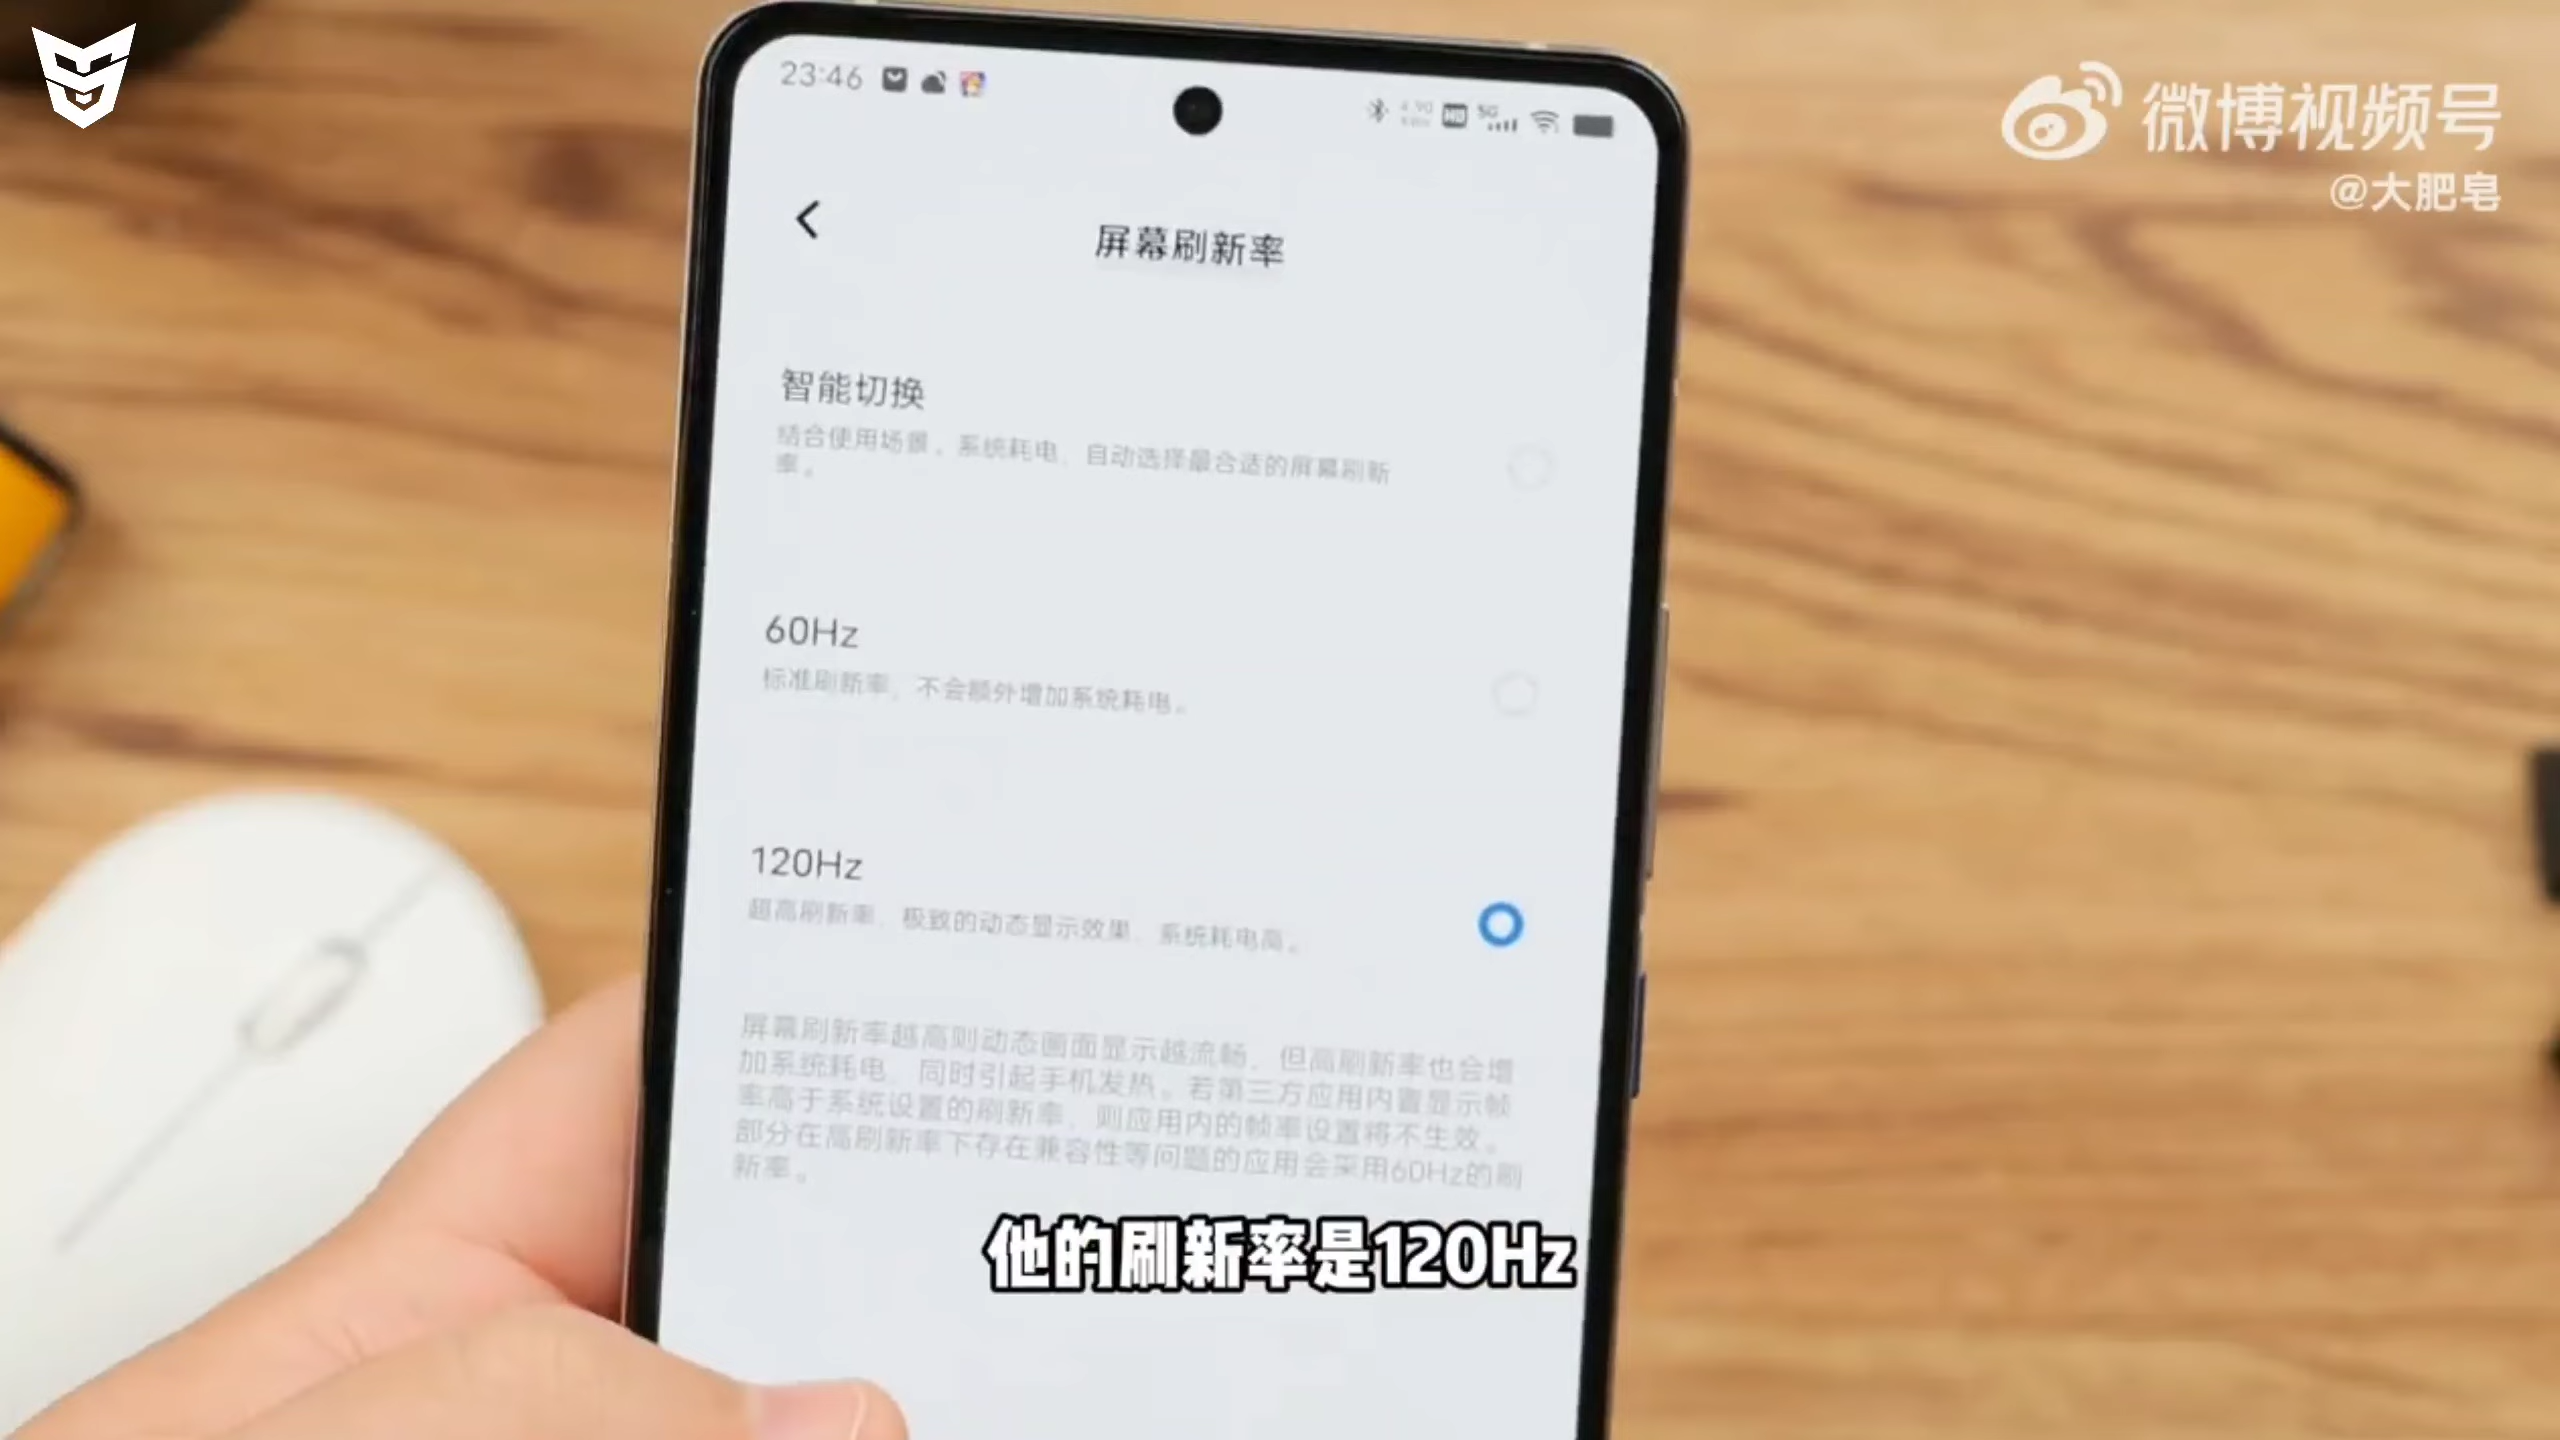 微博视频号
@大肥皂
23:46
5G
屏幕刷新率
智能切换
结合使用场景、系统耗电，自动选择最合适的屏幕刷新
率。
60Hz
标准刷新率，不会额外增加系统耗电。
120Hz
超高刷新率，极致的动态显示效果，系统耗电高。
屏幕刷新率越高则动态画面显示越流畅，但高刷新率也会增
加系统耗电，同时引起手机发热。若第三方应用内置显示帧
率高于系统设置的刷新率，则应用内的帧率设置将不生效。
部分在高刷新率下存在兼容性等问题的应用会采用60Hz的刷
新率。
他的刷新率是120Hz